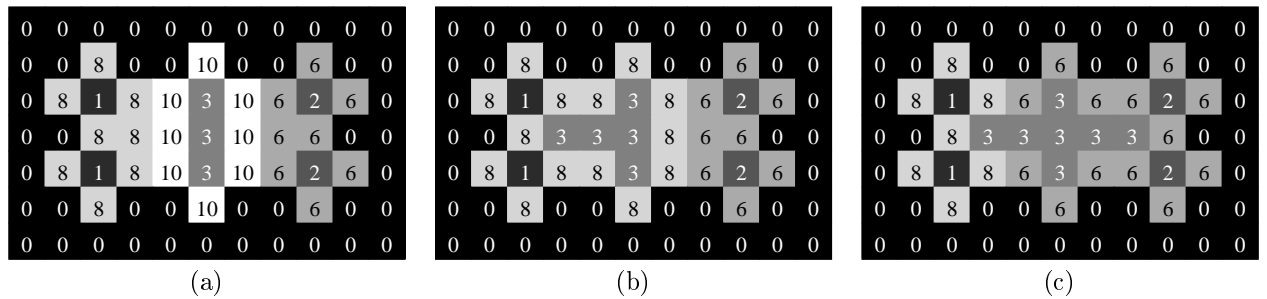 0 0 0 0 0 0 0 0 0 0 0
0 0 8 0 0 10 0 0 6 0 0
0 8 1 8 10 3 10 6 2 6 0
0 0 8 8 10 3 10 6 6 0 0
0 8 1 8 10 3 10 6 2 6 0
0 0 8 0 0 10 0 0 6 0 0
0 0 0 0 0 0 0 0 0 0 0
(a)
0 0 0 0 0 0 0 0 0 0 0
0 0 8 0 0 8 0 0 6 0 0
0 8 1 8 8 3 8 6 2 6 0
0 0 8 3 3 3 8 6 6 0 0
0 8 1 8 8 3 8 6 2 6 0
0 0 8 0 0 8 0 0 6 0 0
0 0 0 0 0 0 0 0 0 0 0
(b)
0 0 0 0 0 0 0 0 0 0 0
0 0 8 0 0 6 0 0 6 0 0
0 8 1 8 6 3 6 6 2 6 0
0 0 8 3 3 3 3 3 6 0 0
0 8 1 8 6 3 6 6 2 6 0
0 0 8 0 0 6 0 0 6 0 0
0 0 0 0 0 0 0 0 0 0 0
(c)